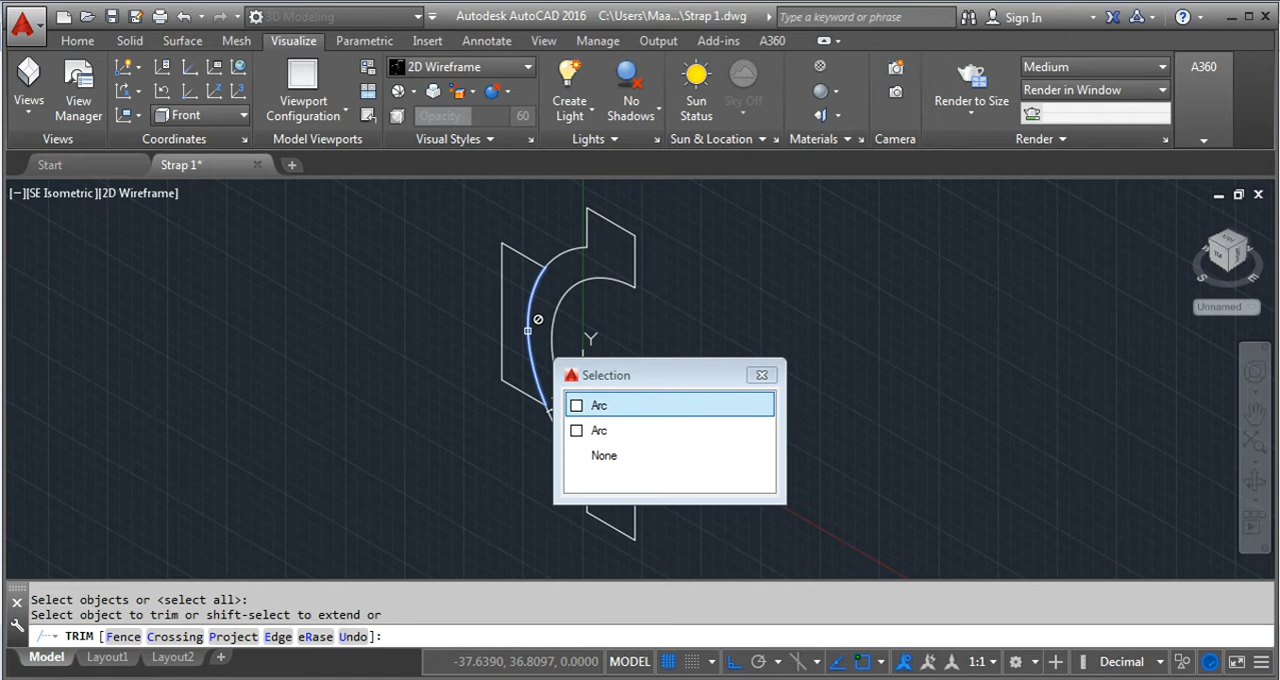 3D Modeling
Autodesk AutoCAD 2016 C:\Users\Maa...\Strap 1.dwg
Type a keyword or phrase
Sign In
Home Solid Surface Mesh Visualize Parametric Insert Annotate View Manage Output Add-ins A360
Views
View
Manager
Views
Front
Coordinates
Viewport
Configuration
Model Viewports
2D Wireframe
Opacity 60
Visual Styles
Create
Light
No
Shadows
Lights
Sun
Status
Sky Off
Sun & Location
Materials
Camera
Render to Size
Medium
Render in Window
Render
A360
Start
Strap 1*
[−][SE Isometric][2D Wireframe]
S
E
Unnamed
Y
Selection
Arc
Arc
None
Select objects or <select all>:
Select object to trim or shift-select to extend or
TRIM [Fence Crossing Project Edge eRase Undo]:
Model Layout1 Layout2 +
-37.6390, 36.8097, 0.0000 MODEL 1:1 Decimal